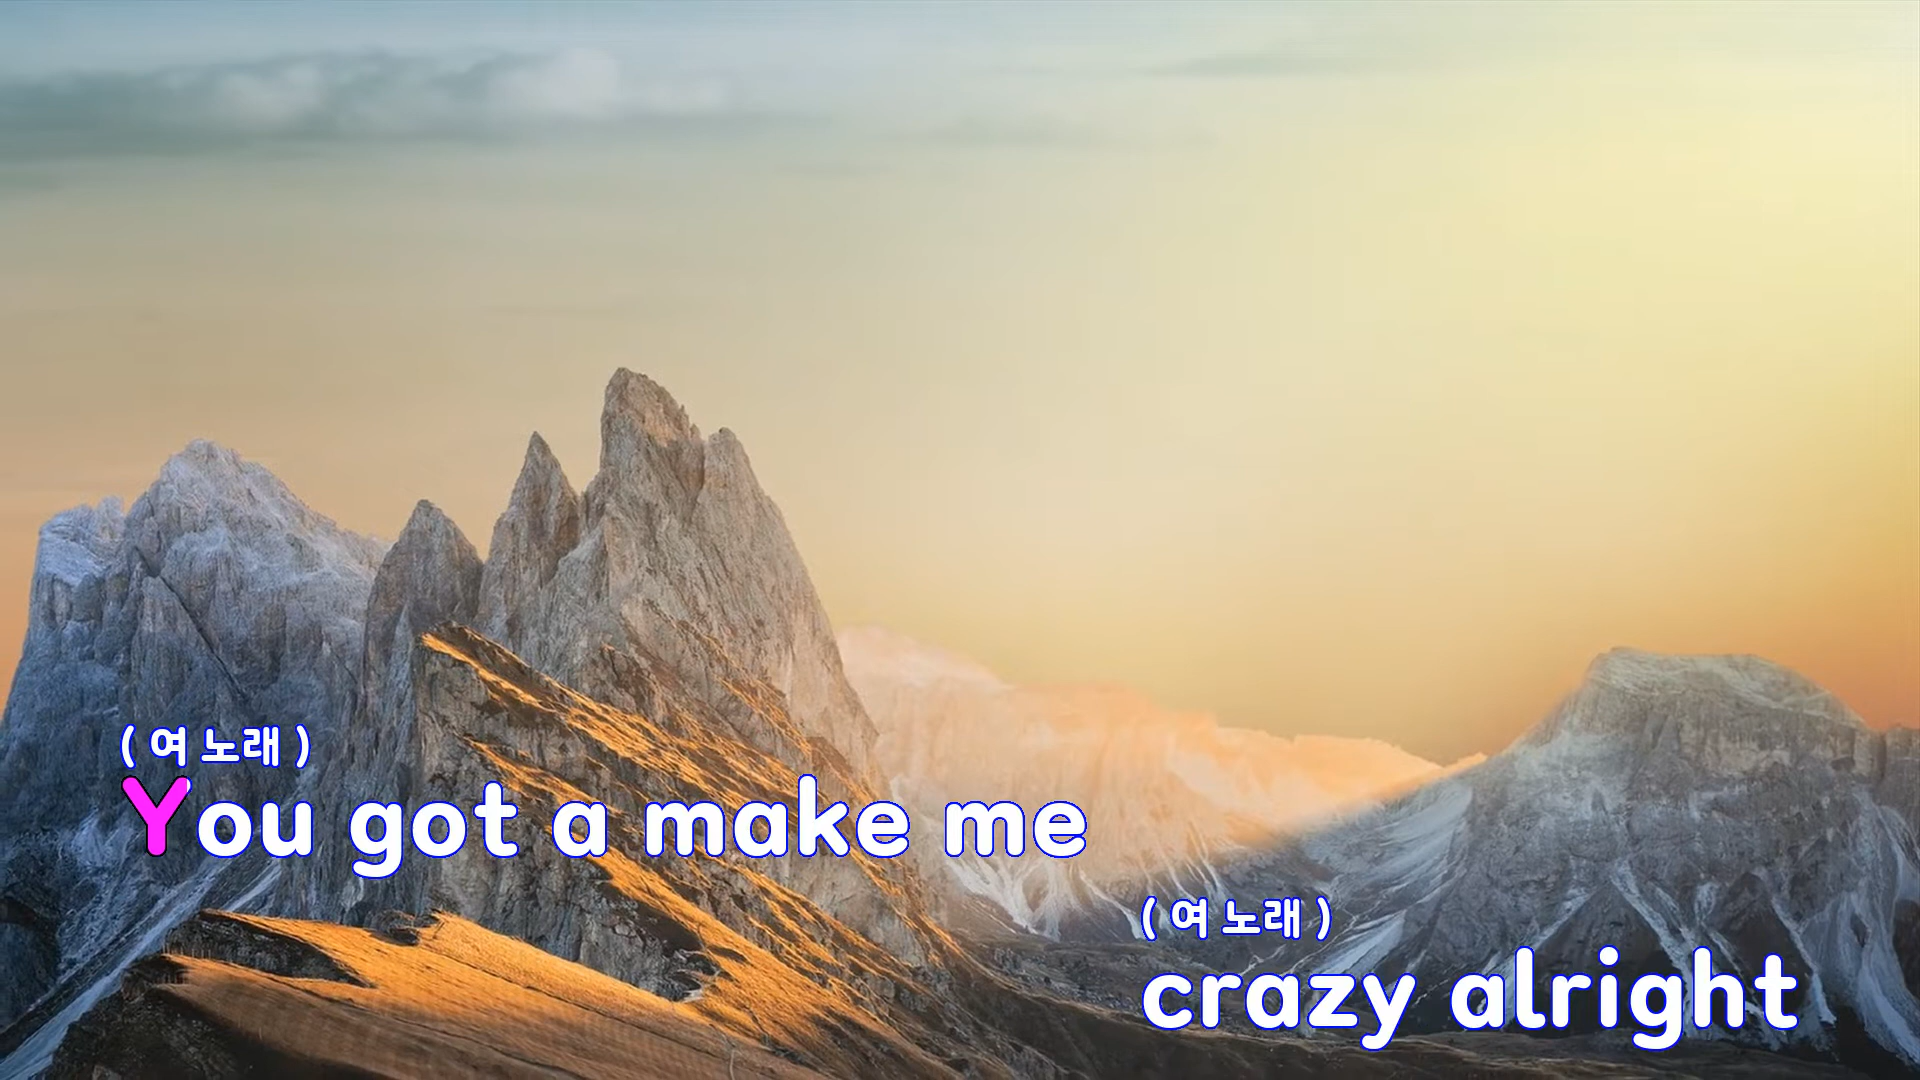 ( 여 노래 )
You got a make me
( 여 노래 )
crazy alright